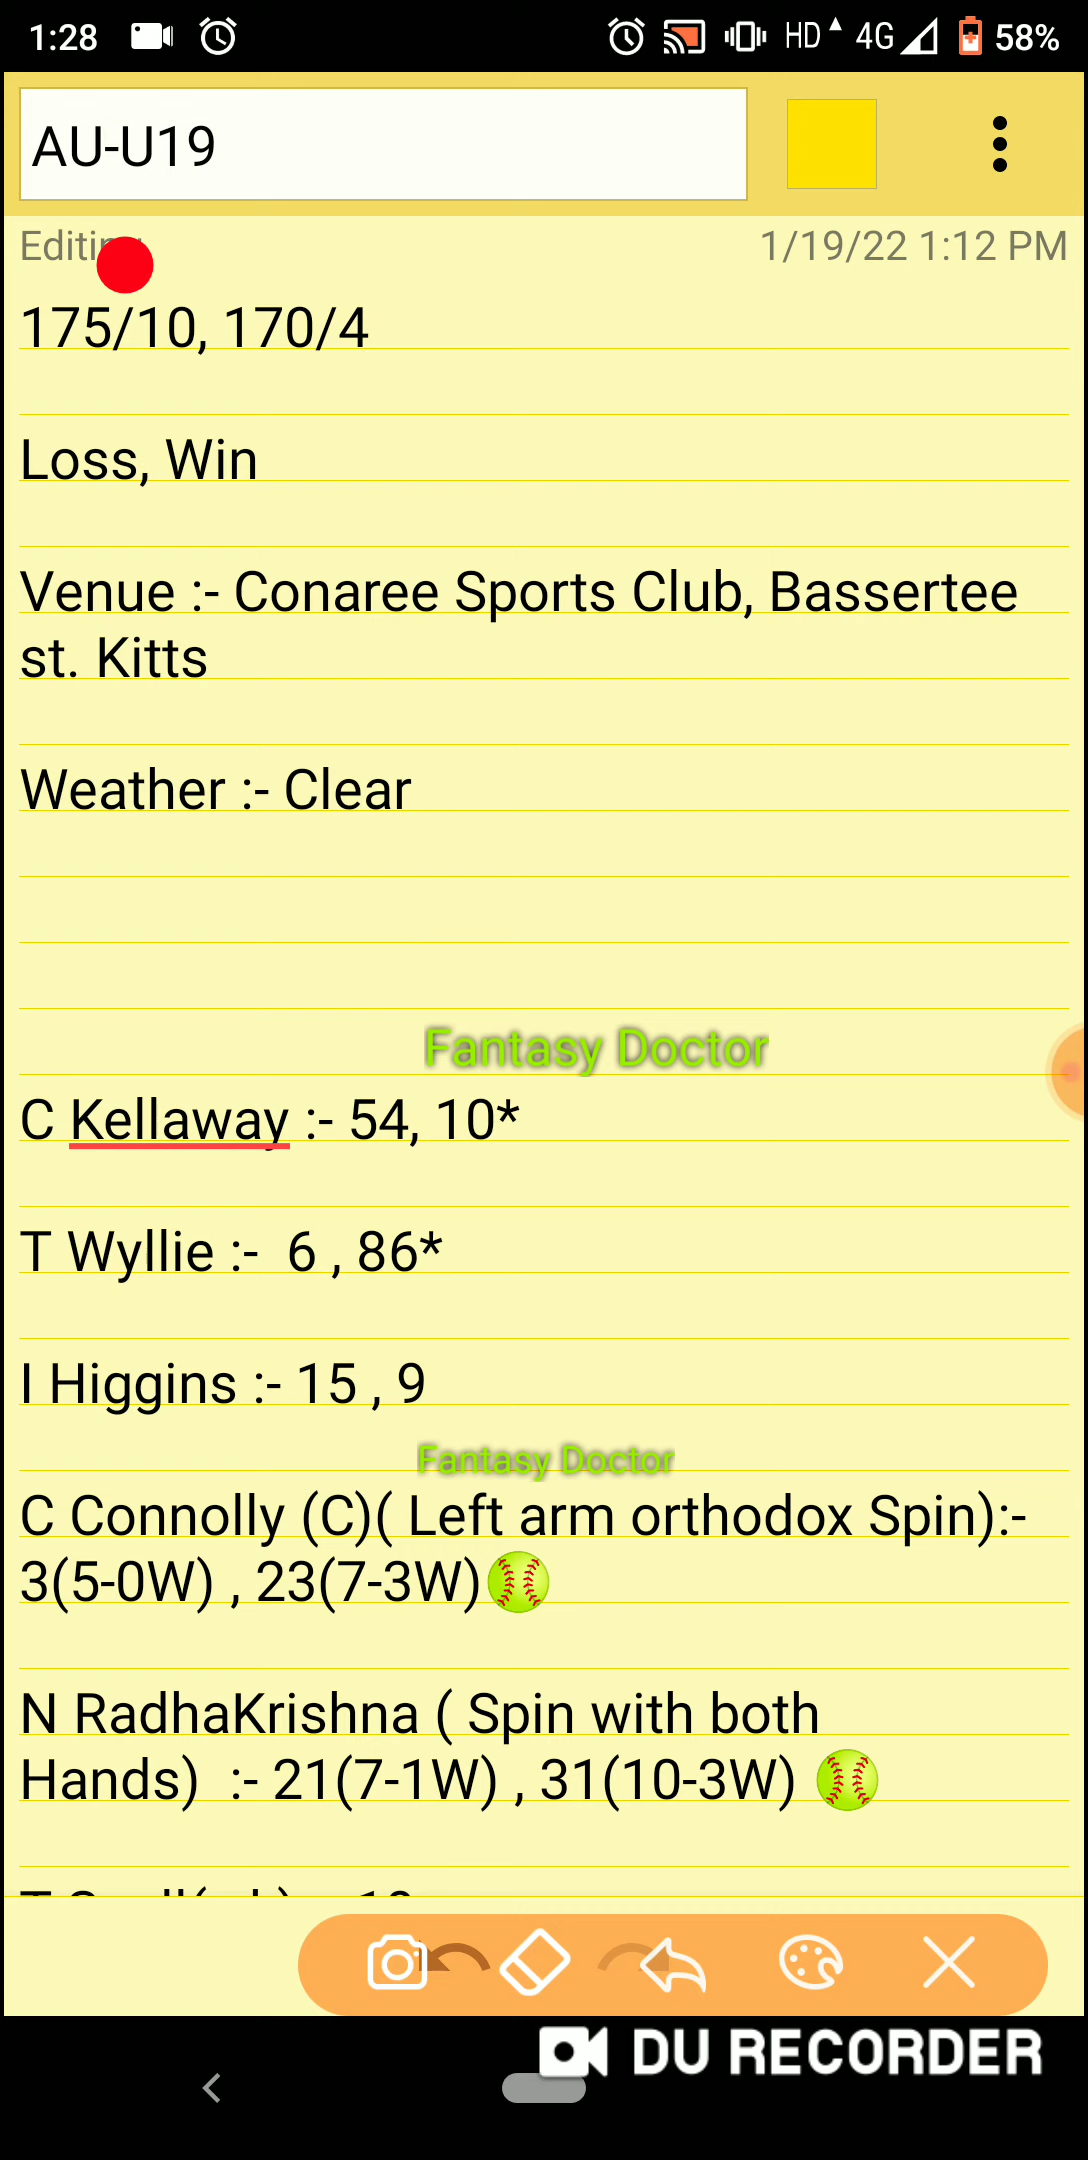 1:28 HD 4G 58%
AU-U19
1/19/22 1:12 PM
175/10, 170/4
Loss, Win
Venue :- Conaree Sports Club, Bassertee
st. Kitts
Weather :- Clear
Fantasy Doctor
C Kellaway :- 54, 10*
T Wyllie :- 6 , 86*
I Higgins :- 15 , 9
Fantasy Doctor
C Connolly (C)( Left arm orthodox Spin):-
3(5-0W) , 23(7-3W)
N RadhaKrishna ( Spin with both
Hands) :- 21(7-1W) , 31(10-3W)
DU RECORDER